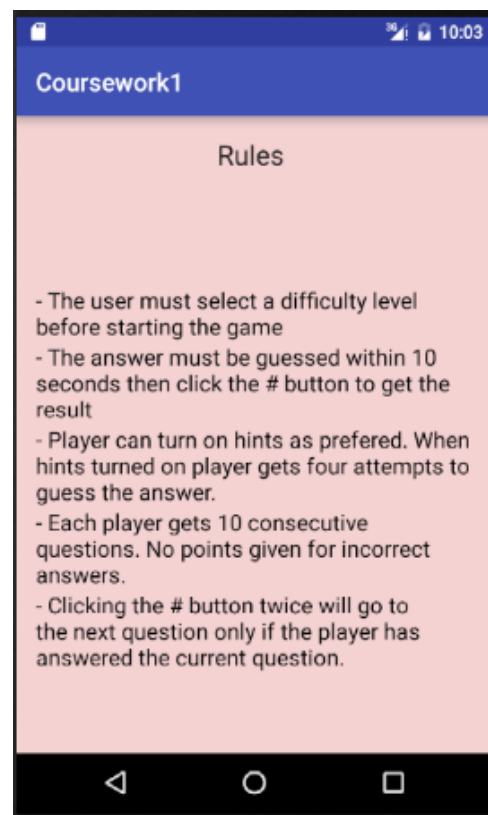 3G 10:03
Coursework1
Rules
- The user must select a difficulty level
before starting the game
- The answer must be guessed within 10
seconds then click the # button to get the
result
- Player can turn on hints as prefered. When
hints turned on player gets four attempts to
guess the answer.
- Each player gets 10 consecutive
questions. No points given for incorrect
answers.
- Clicking the # button twice will go to
the next question only if the player has
answered the current question.